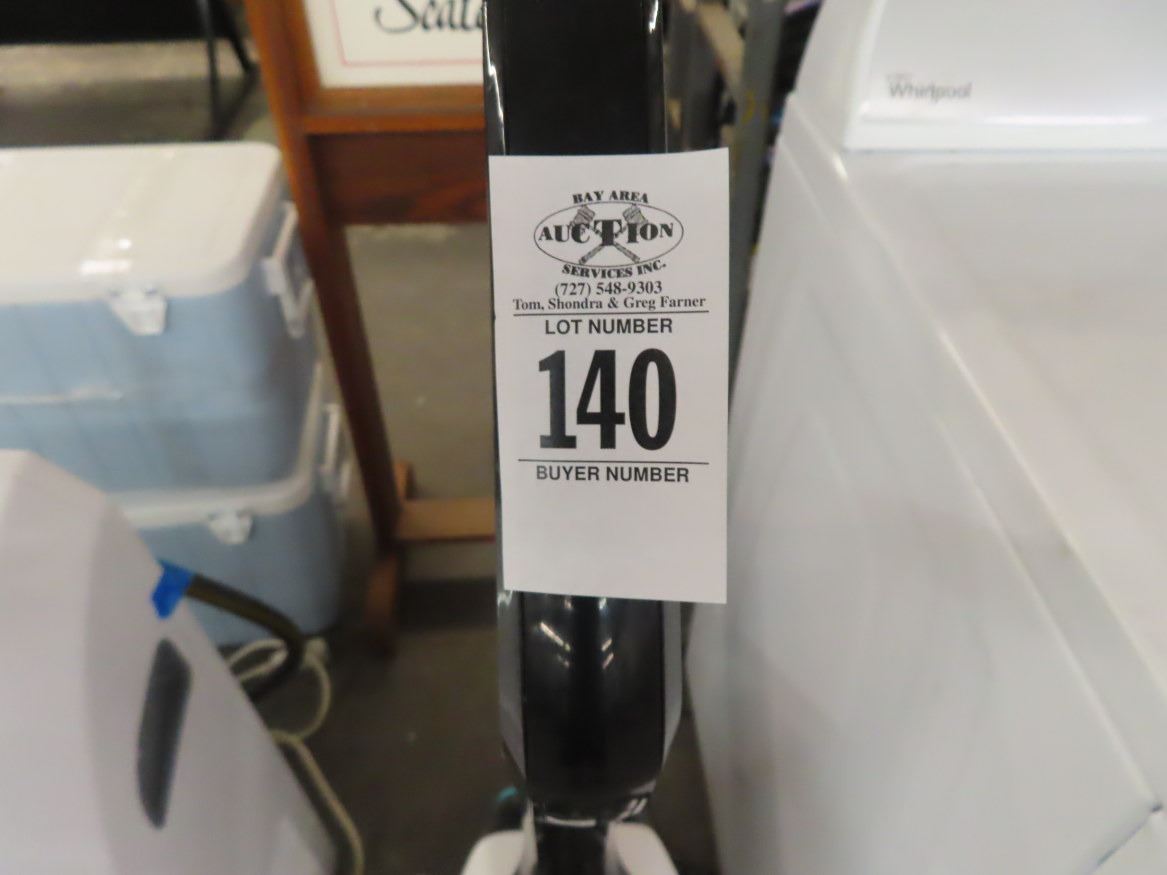 BAY AREA
AUCTION
SERVICES INC.
(727) 548-9303
Tom, Shondra & Greg Farner
LOT NUMBER
140
BUYER NUMBER
Whirlpool